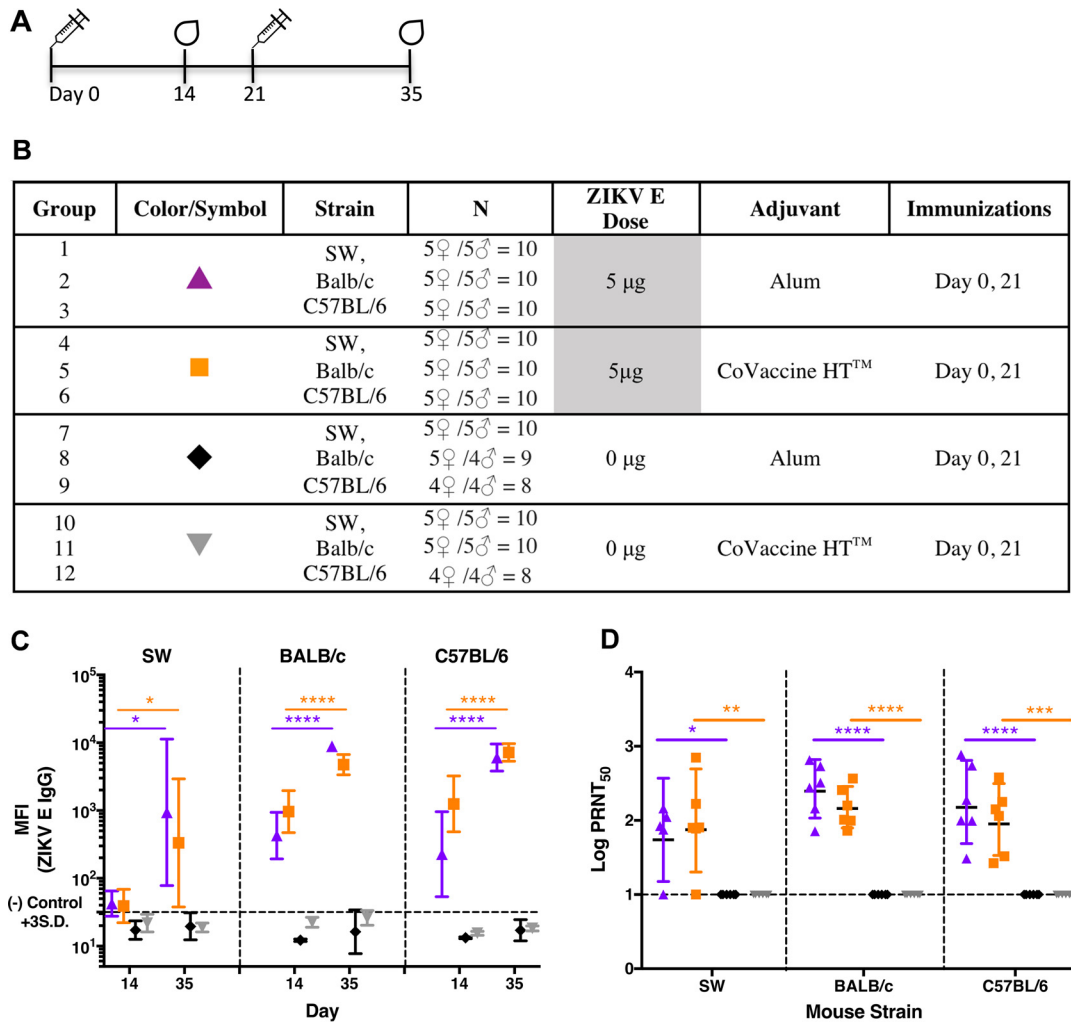 A
Day 0 14 21 35
B
Group Color/Symbol Strain N ZIKV E Dose Adjuvant Immunizations
1 SW, 5♀ /5♂ = 10
2 Balb/c 5♀ /5♂ = 10 5 μg Alum Day 0, 21
3 C57BL/6 5♀ /5♂ = 10
4 SW, 5♀ /5♂ = 10
5 Balb/c 5♀ /5♂ = 10 5μg CoVaccine HT™ Day 0, 21
6 C57BL/6 5♀ /5♂ = 10
7 SW, 5♀ /5♂ = 10
8 Balb/c 5♀ /4♂ = 9 0 μg Alum Day 0, 21
9 C57BL/6 4♀ /4♂ = 8
10 SW, 5♀ /5♂ = 10
11 Balb/c 5♀ /5♂ = 10 0 μg CoVaccine HT™ Day 0, 21
12 C57BL/6 4♀ /4♂ = 8
C
SW BALB/c C57BL/6
* **** ****
* **** ****
MFI
(ZIKV E IgG)
10⁵
10⁴
10³
10²
10¹
(-) Control
+3S.D.
14 35 14 35 14 35
Day
D
Log PRNT₅₀
4
3
2
1
0
** **** ***
* **** ****
SW BALB/c C57BL/6
Mouse Strain